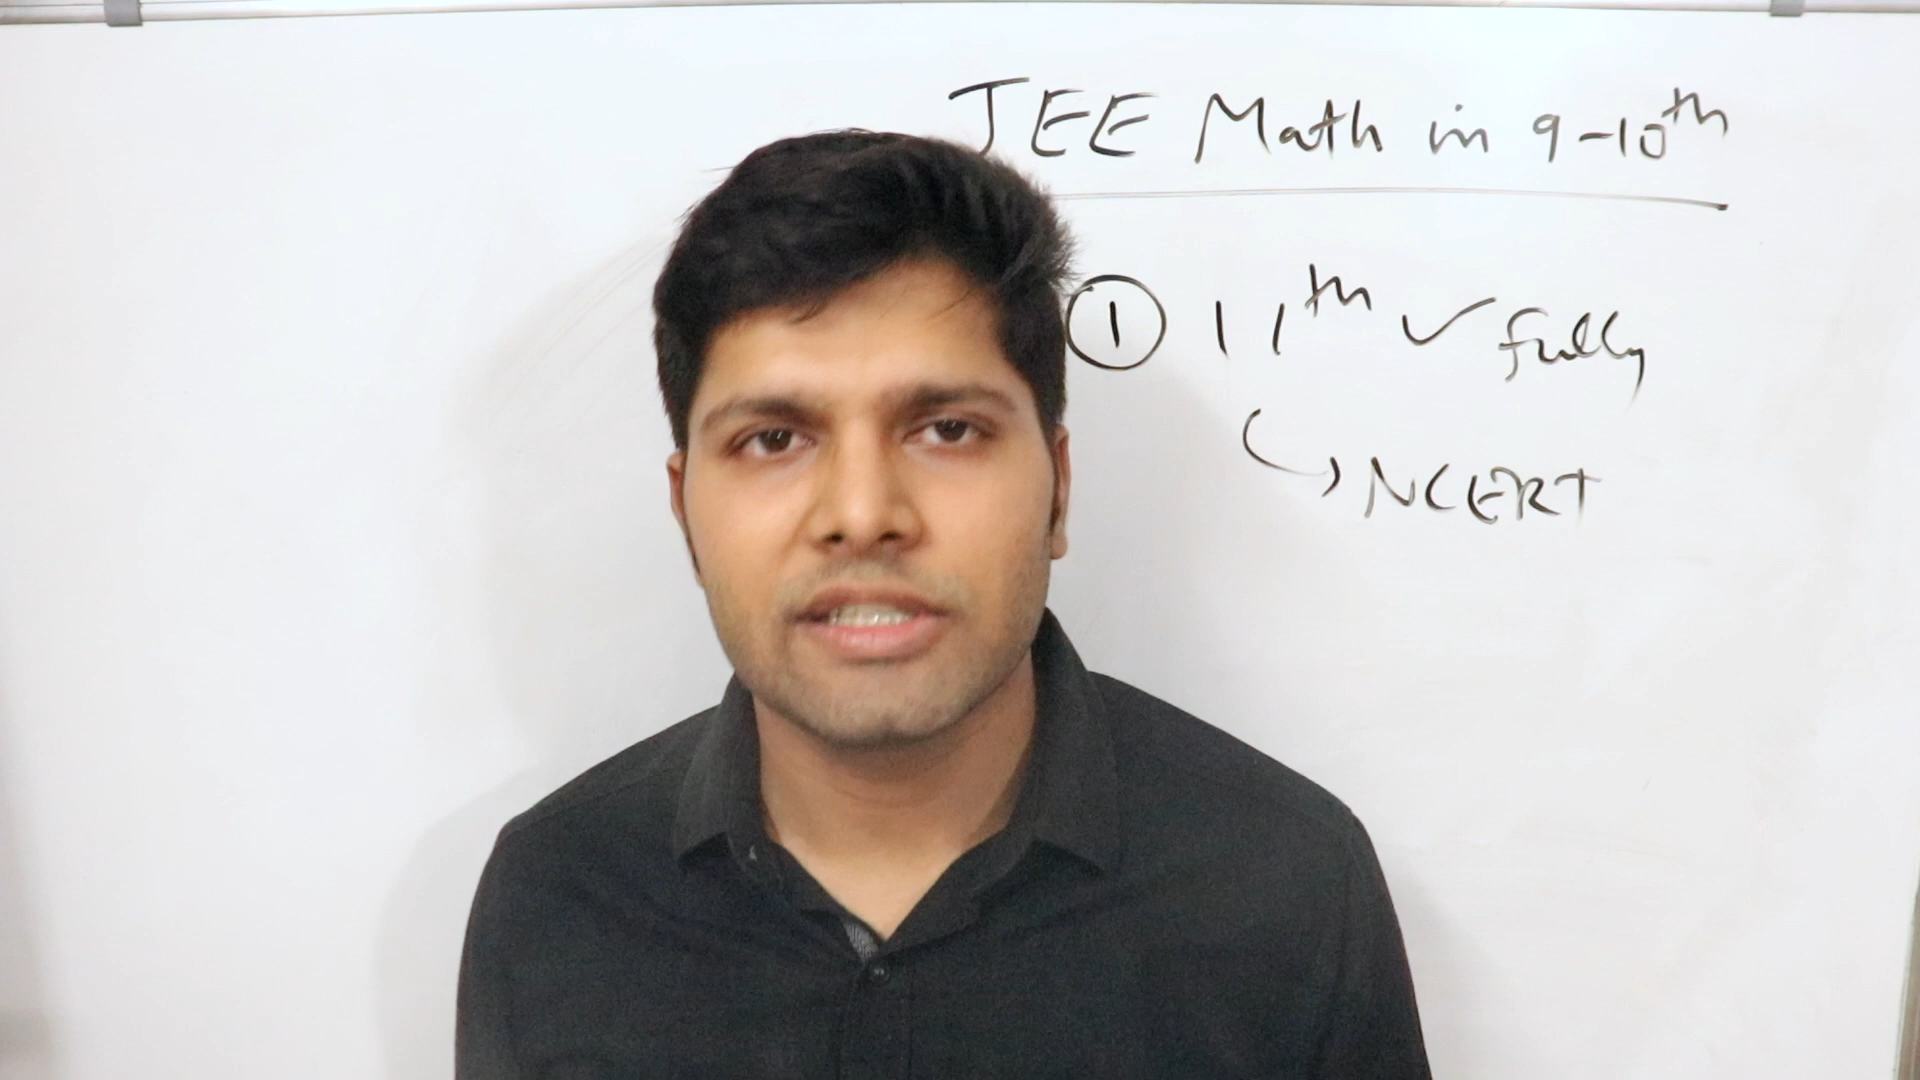 JEE Math in 9-10th
① 11th ✓ fully
↳ NCERT